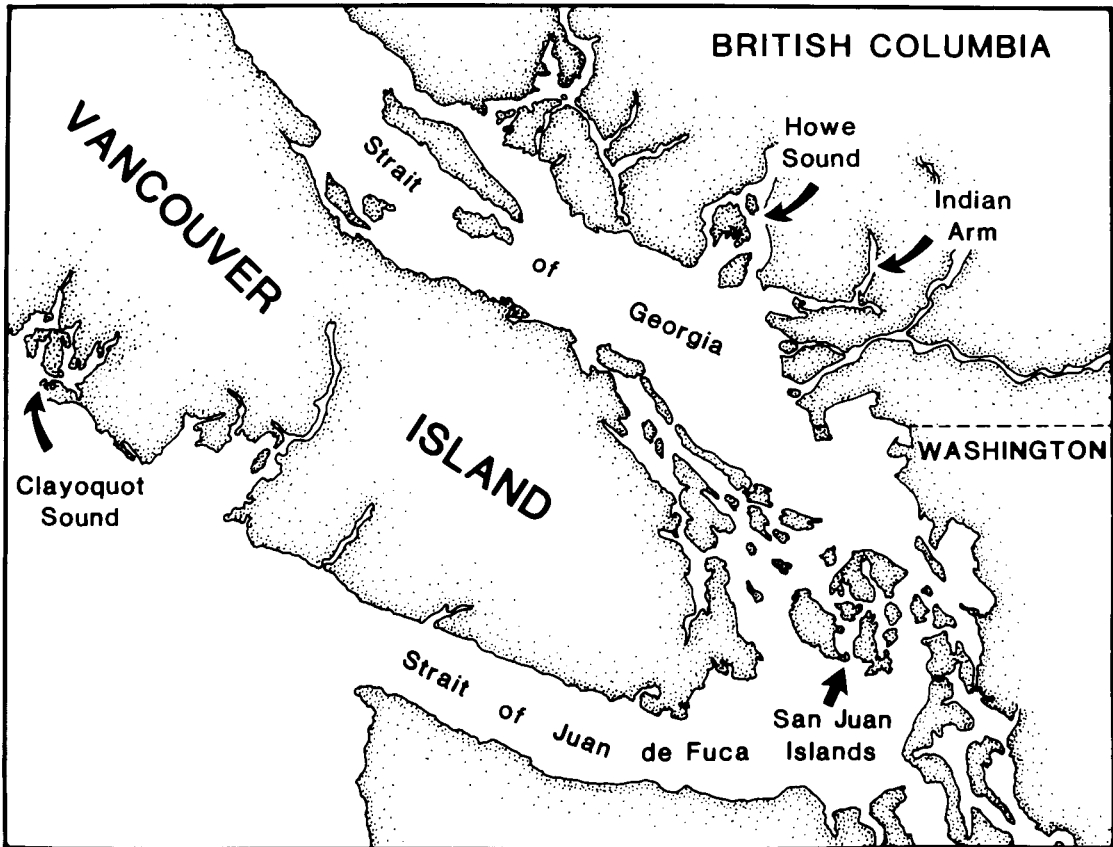 BRITISH COLUMBIA
VANCOUVER
ISLAND
Strait
of
Georgia
Howe
Sound
Indian
Arm
WASHINGTON
Clayoquot
Sound
Strait
of
Juan
de Fuca
San Juan
Islands